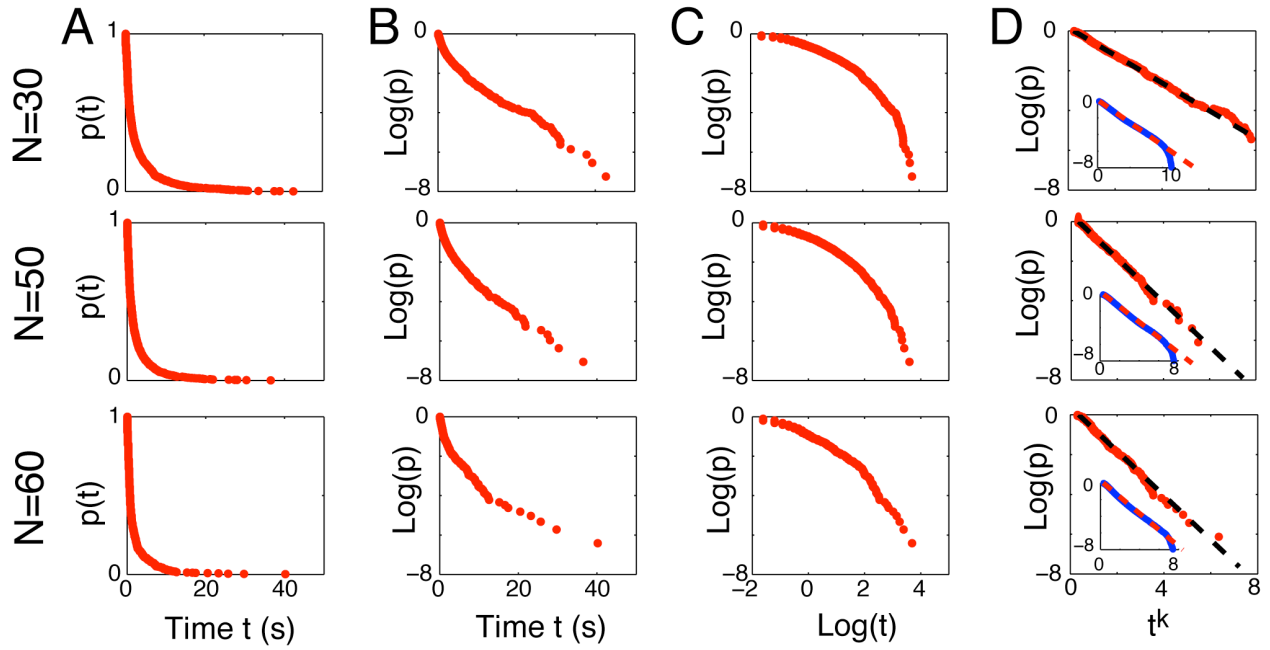 A B C D
N=30
1
p(t)
0
0
Log(p)
−8
0
Log(p)
−8
0
Log(p)
−8
0
−8
0 10
N=50
1
p(t)
0
0
Log(p)
−8
0
Log(p)
−8
0
Log(p)
−8
0
−8
0 8
N=60
1
p(t)
0
0 20 40
Time t (s)
0
Log(p)
−8
0 20 40
Time t (s)
0
Log(p)
−8
−2 0 2 4
Log(t)
0
Log(p)
−8
0
−8
0 8
0 4 8
t^k